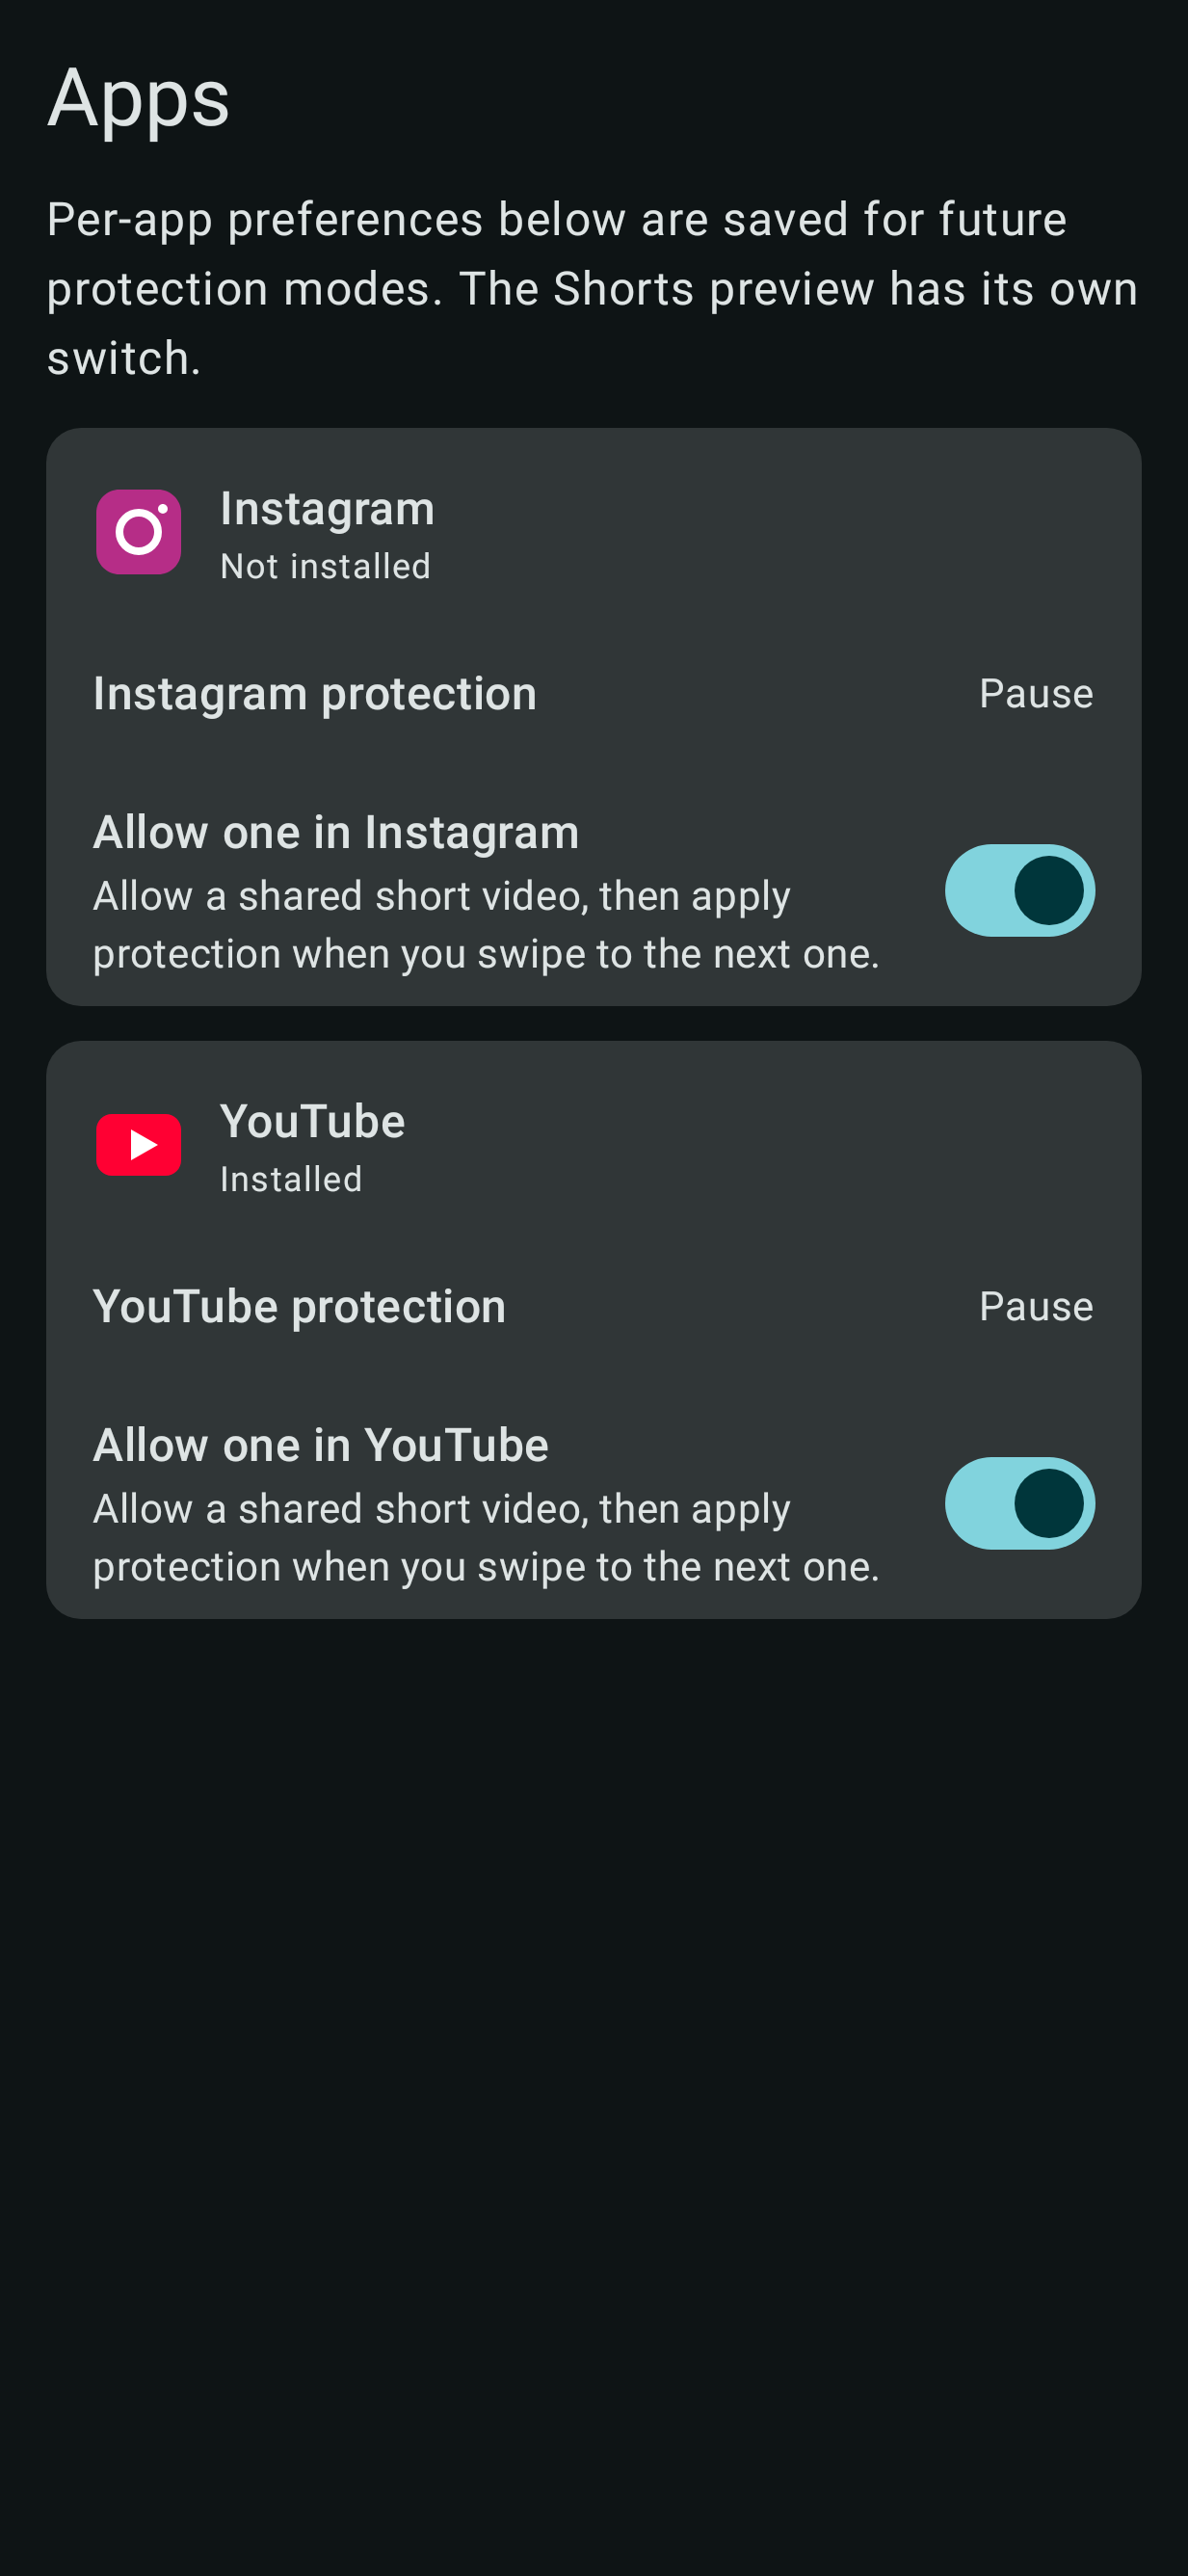 Apps
Per-app preferences below are saved for future
protection modes. The Shorts preview has its own
switch.
Instagram
Not installed
Instagram protection
Pause
Allow one in Instagram
Allow a shared short video, then apply
protection when you swipe to the next one.
YouTube
Installed
YouTube protection
Pause
Allow one in YouTube
Allow a shared short video, then apply
protection when you swipe to the next one.